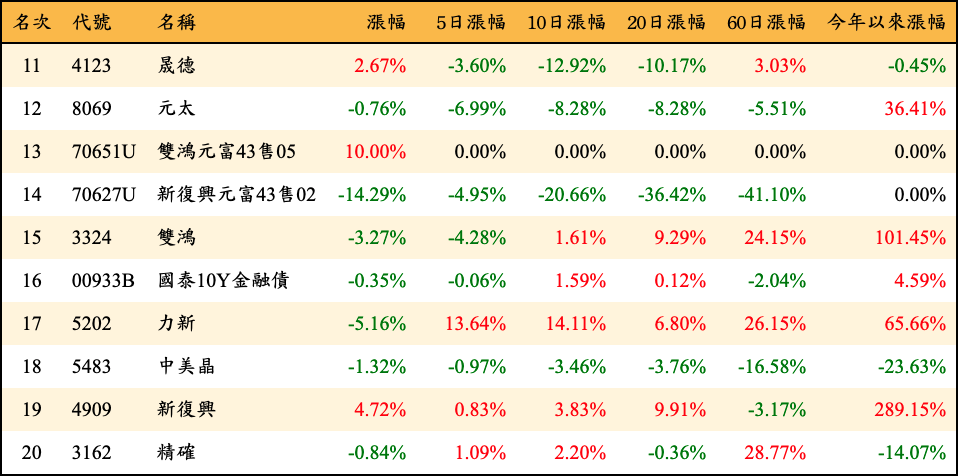 名次 代號 名稱 漲幅 5日漲幅 10日漲幅 20日漲幅 60日漲幅 今年以來漲幅
11 4123 晟德 2.67% -3.60% -12.92% -10.17% 3.03% -0.45%
12 8069 元太 -0.76% -6.99% -8.28% -8.28% -5.51% 36.41%
13 70651U 雙鴻元富43售05 10.00% 0.00% 0.00% 0.00% 0.00% 0.00%
14 70627U 新復興元富43售02 -14.29% -4.95% -20.66% -36.42% -41.10% 0.00%
15 3324 雙鴻 -3.27% -4.28% 1.61% 9.29% 24.15% 101.45%
16 00933B 國泰10Y金融債 -0.35% -0.06% 1.59% 0.12% -2.04% 4.59%
17 5202 力新 -5.16% 13.64% 14.11% 6.80% 26.15% 65.66%
18 5483 中美晶 -1.32% -0.97% -3.46% -3.76% -16.58% -23.63%
19 4909 新復興 4.72% 0.83% 3.83% 9.91% -3.17% 289.15%
20 3162 精確 -0.84% 1.09% 2.20% -0.36% 28.77% -14.07%